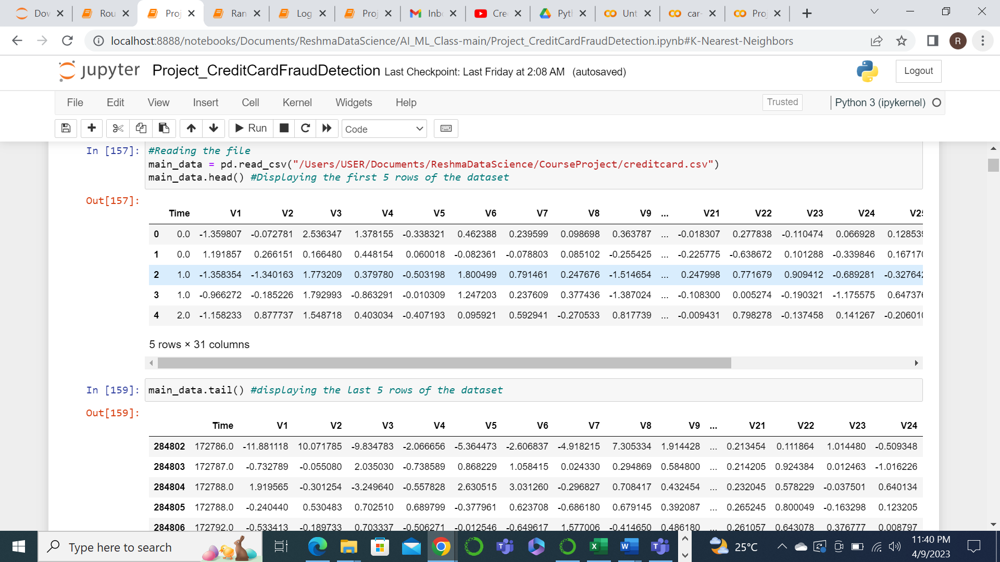 Dov
Rou
Proj
Ran
Log
Proj
Inb
Cre
Pyt
Unt
car-
Proj
localhost:8888/notebooks/Documents/ReshmaDataScience/AI_ML_Class-main/Project_CreditCardFraudDetection.ipynb#K-Nearest-Neighbors
R
jupyter Project_CreditCardFraudDetection Last Checkpoint: Last Friday at 2:08 AM (autosaved)
Logout
File Edit View Insert Cell Kernel Widgets Help Trusted Python 3 (ipykernel)
Run Code
In [157]: #Reading the file
main_data = pd.read_csv("/Users/USER/Documents/ReshmaDataScience/CourseProject/creditcard.csv")
main_data.head() #Displaying the first 5 rows of the dataset
Out[157]:
Time V1 V2 V3 V4 V5 V6 V7 V8 V9 ... V21 V22 V23 V24 V25
0 0.0 -1.359807 -0.072781 2.536347 1.378155 -0.338321 0.462388 0.239599 0.098698 0.363787 ... -0.018307 0.277838 -0.110474 0.066928 0.128539
1 0.0 1.191857 0.266151 0.166480 0.448154 0.060018 -0.082361 -0.078803 0.085102 -0.255425 ... -0.225775 -0.638672 0.101288 -0.339846 0.167170
2 1.0 -1.358354 -1.340163 1.773209 0.379780 -0.503198 1.800499 0.791461 0.247676 -1.514654 ... 0.247998 0.771679 0.909412 -0.689281 -0.327642
3 1.0 -0.966272 -0.185226 1.792993 -0.863291 -0.010309 1.247203 0.237609 0.377436 -1.387024 ... -0.108300 0.005274 -0.190321 -1.175575 0.647376
4 2.0 -1.158233 0.877737 1.548718 0.403034 -0.407193 0.095921 0.592941 -0.270533 0.817739 ... -0.009431 0.798278 -0.137458 0.141267 -0.206010
5 rows × 31 columns
In [159]: main_data.tail() #displaying the last 5 rows of the dataset
Out[159]:
Time V1 V2 V3 V4 V5 V6 V7 V8 V9 ... V21 V22 V23 V24
284802 172786.0 -11.881118 10.071785 -9.834783 -2.066656 -5.364473 -2.606837 -4.918215 7.305334 1.914428 ... 0.213454 0.111864 1.014480 -0.509348
284803 172787.0 -0.732789 -0.055080 2.035030 -0.738589 0.868229 1.058415 0.024330 0.294869 0.584800 ... 0.214205 0.924384 0.012463 -1.016226
284804 172788.0 1.919565 -0.301254 -3.249640 -0.557828 2.630515 3.031260 -0.296827 0.708417 0.432454 ... 0.232045 0.578229 -0.037501 0.640134
284805 172788.0 -0.240440 0.530483 0.702510 0.689799 -0.377961 0.623708 -0.686180 0.679145 0.392087 ... 0.265245 0.800049 -0.163298 0.123205
284806 172792.0 -0.533413 -0.189733 0.703337 -0.506271 -0.012546 -0.649617 1.577006 -0.414650 0.486180 ... 0.261057 0.643078 0.376777 0.008797
Type here to search
25°C
11:40 PM
4/9/2023